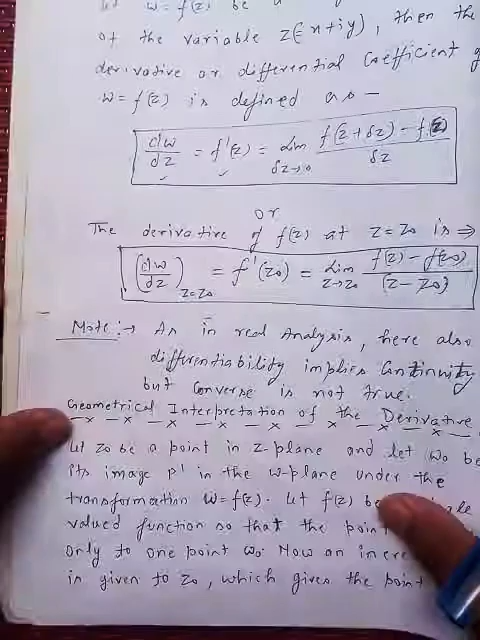 w = f(z) be a
of the variable z(= x+iy), then the
derivative or differential Coefficient
w = f(z) is defined as —
dw/dz = f'(z) = lim δz→0 f(z+δz) - f(z) / δz
or
The derivative of f(z) at z = z0 is ⇒
(dw/dz) z=z0 = f'(z0) = lim z→z0 f(z) - f(z0) / (z - z0)
Note :→ As in real Analysis, here also
differentiability implies Continuity
but converse is not true.
Geometrical Interpretation of the Derivative
Let z0 be a point in z-plane and let w0 be
its image P' in the w-plane under the
transformation w = f(z). Let f(z) be
valued function so that the
only to one point w0. Now an
is given to z0, which gives the point